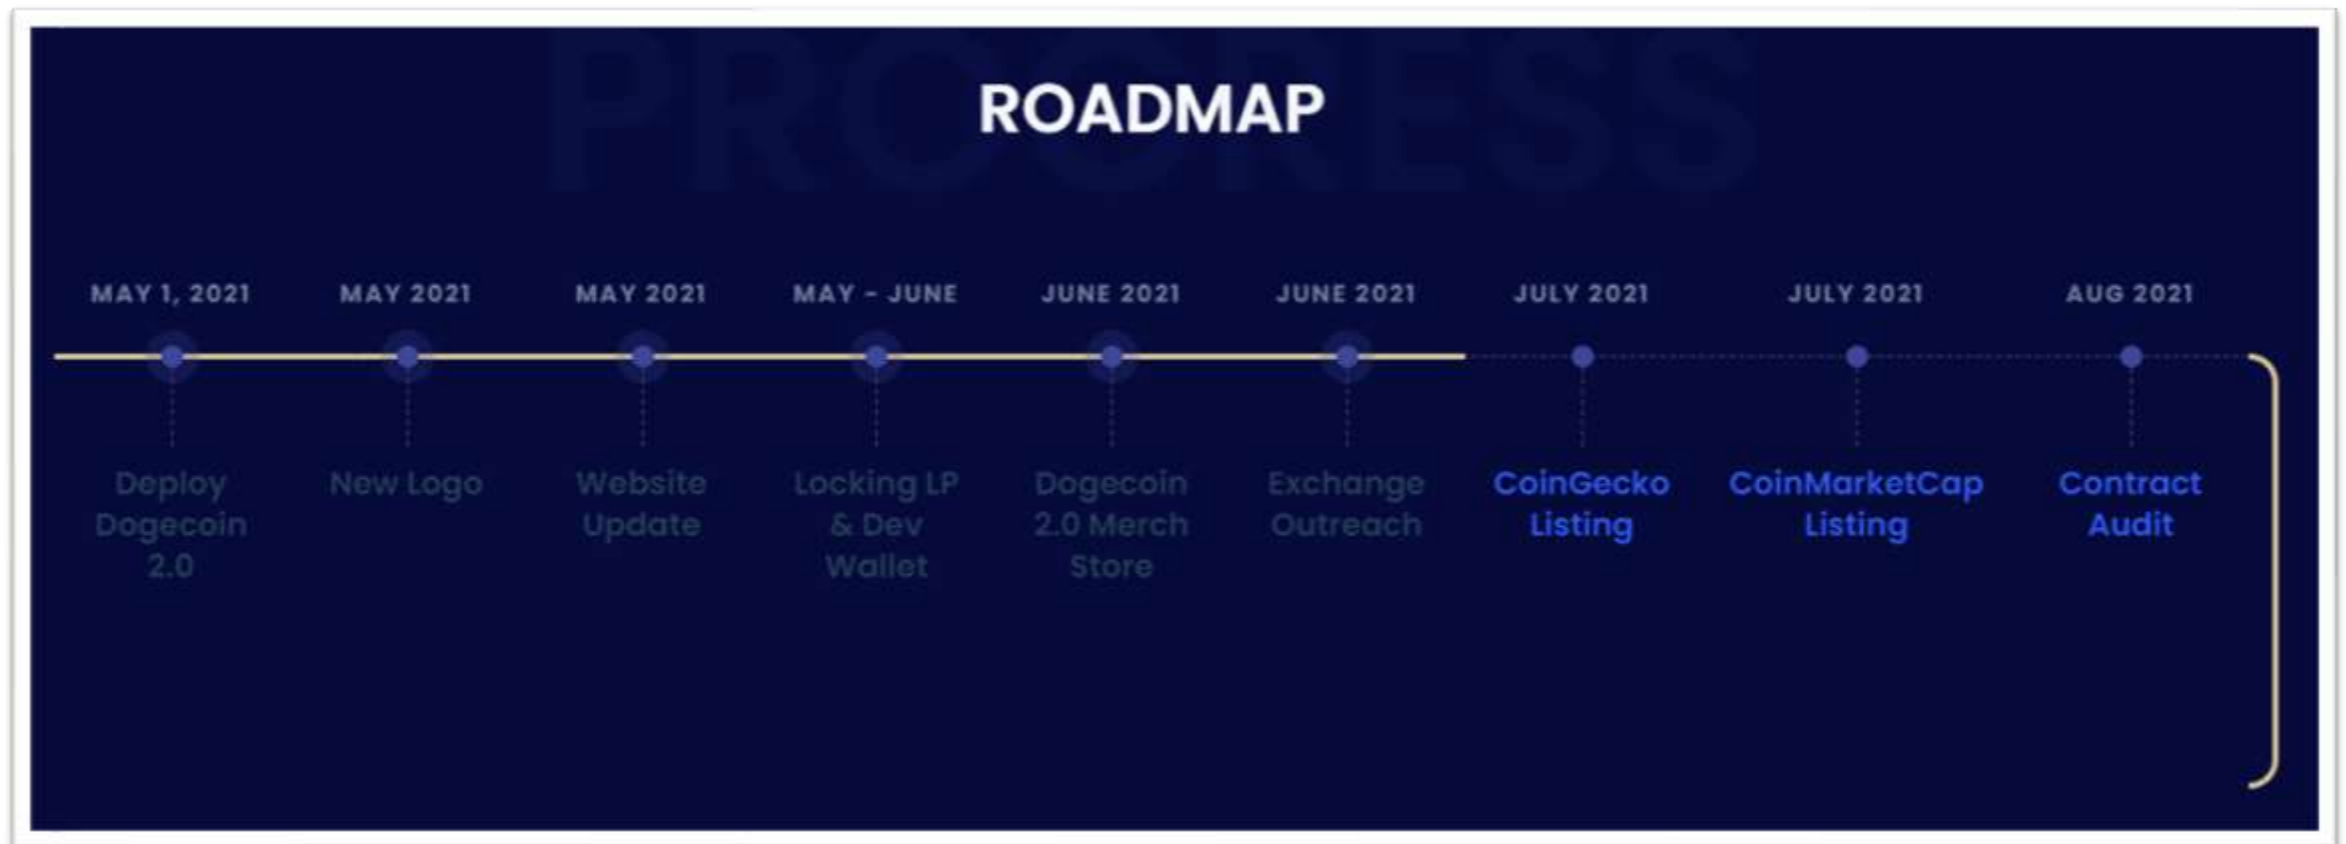 PROGRESS
ROADMAP
MAY 1, 2021
MAY 2021
MAY 2021
MAY - JUNE
JUNE 2021
JUNE 2021
JULY 2021
JULY 2021
AUG 2021
Deploy
Dogecoin
2.0
New Logo
Website
Update
Locking LP
& Dev
Wallet
Dogecoin
2.0 Merch
Store
Exchange
Outreach
CoinGecko
Listing
CoinMarketCap
Listing
Contract
Audit